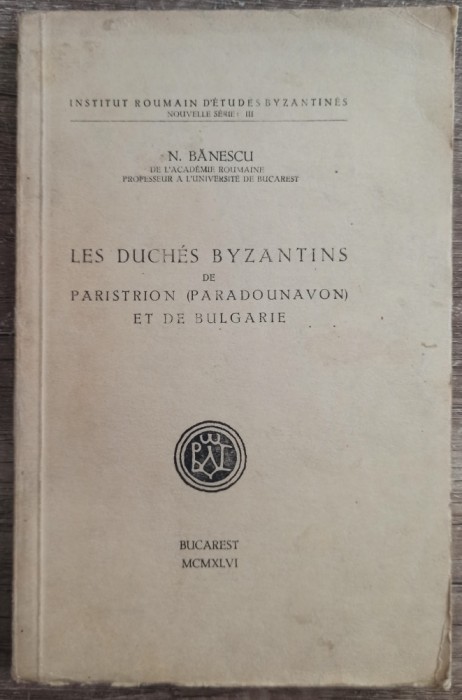 INSTITUT ROUMAIN D'ÉTUDES BYZANTINES
NOUVELLE SÉRIE: III
N. BĂNESCU
DE L'ACADÉMIE ROUMAINE
PROFESSEUR A L'UNIVERSITÉ DE BUCAREST
LES DUCHÉS BYZANTINS
DE
PARISTRION (PARADOUNAVON)
ET DE BULGARIE
BUCAREST
MCMXLVI